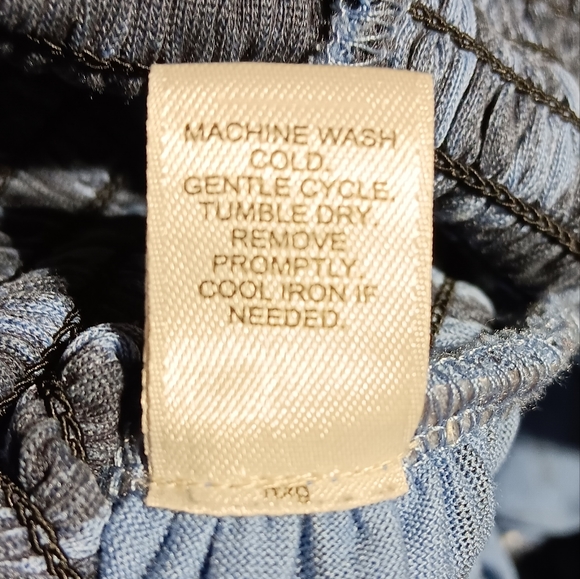 MACHINE WASH
COLD.
GENTLE CYCLE.
TUMBLE DRY.
REMOVE
PROMPTLY.
COOL IRON IF
NEEDED.